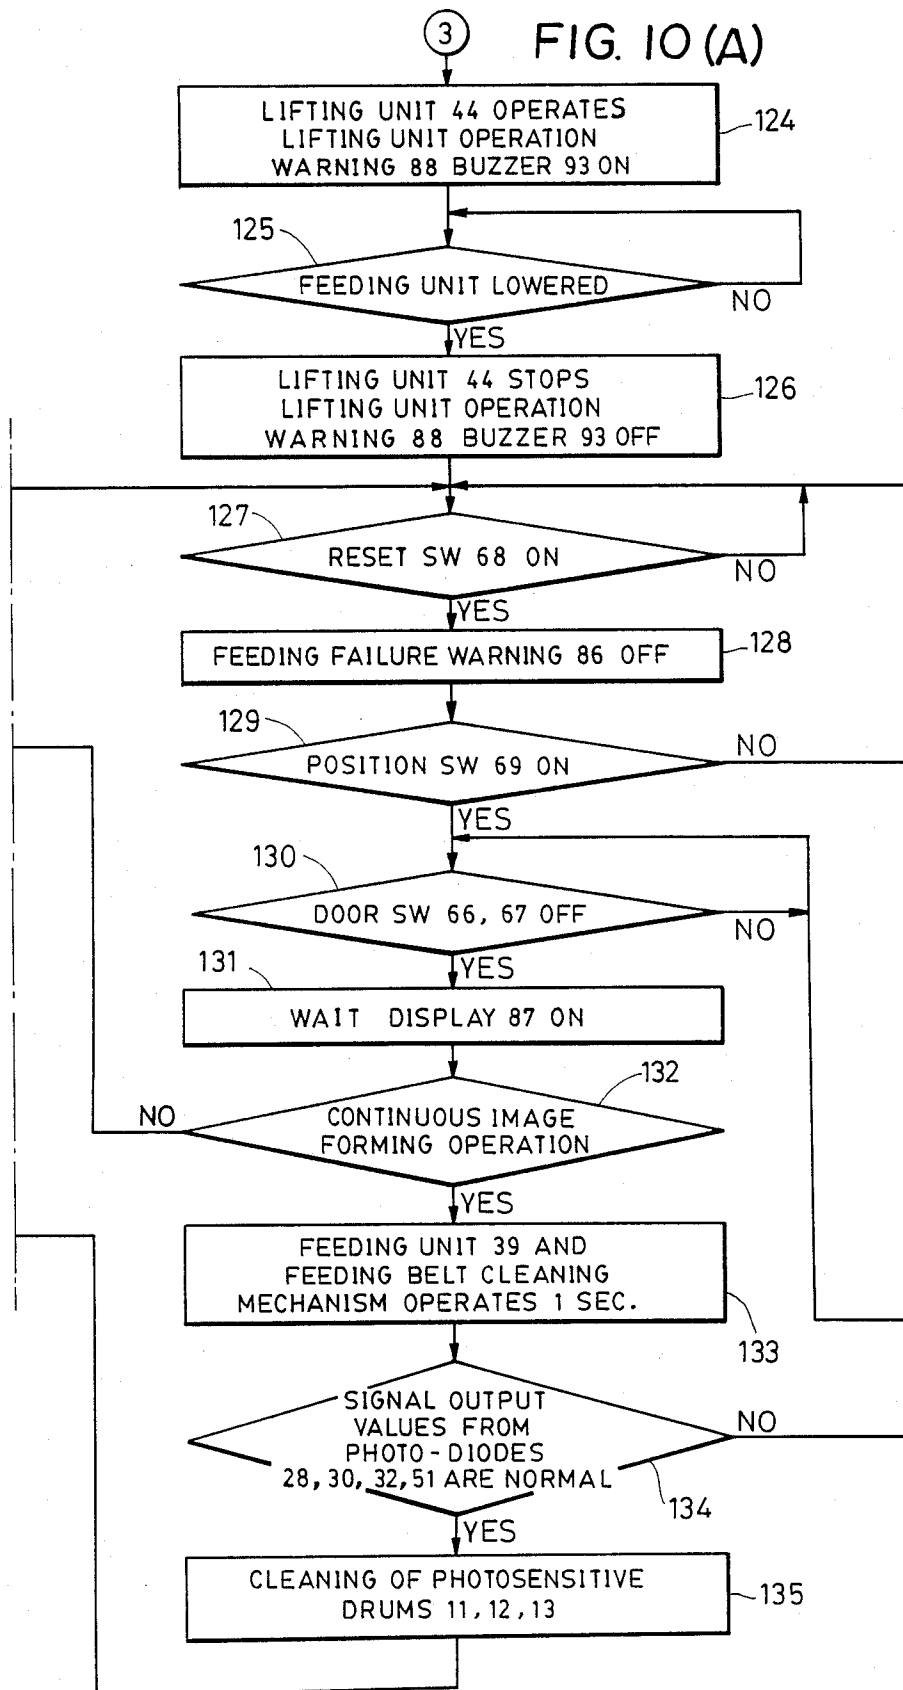 3
FIG. 10 (A)
LIFTING UNIT 44 OPERATES
LIFTING UNIT OPERATION
WARNING 88 BUZZER 93 ON
124
125
FEEDING UNIT LOWERED
NO
YES
LIFTING UNIT 44 STOPS
LIFTING UNIT OPERATION
WARNING 88 BUZZER 93 OFF
126
127
RESET SW 68 ON
NO
YES
FEEDING FAILURE WARNING 86 OFF
128
129
POSITION SW 69 ON
NO
YES
130
DOOR SW 66, 67 OFF
NO
YES
131
WAIT DISPLAY 87 ON
132
CONTINUOUS IMAGE
FORMING OPERATION
NO
YES
FEEDING UNIT 39 AND
FEEDING BELT CLEANING
MECHANISM OPERATES 1 SEC.
133
SIGNAL OUTPUT
VALUES FROM
PHOTO-DIODES
28, 30, 32, 51 ARE NORMAL
NO
134
YES
CLEANING OF PHOTOSENSITIVE
DRUMS 11, 12, 13
135